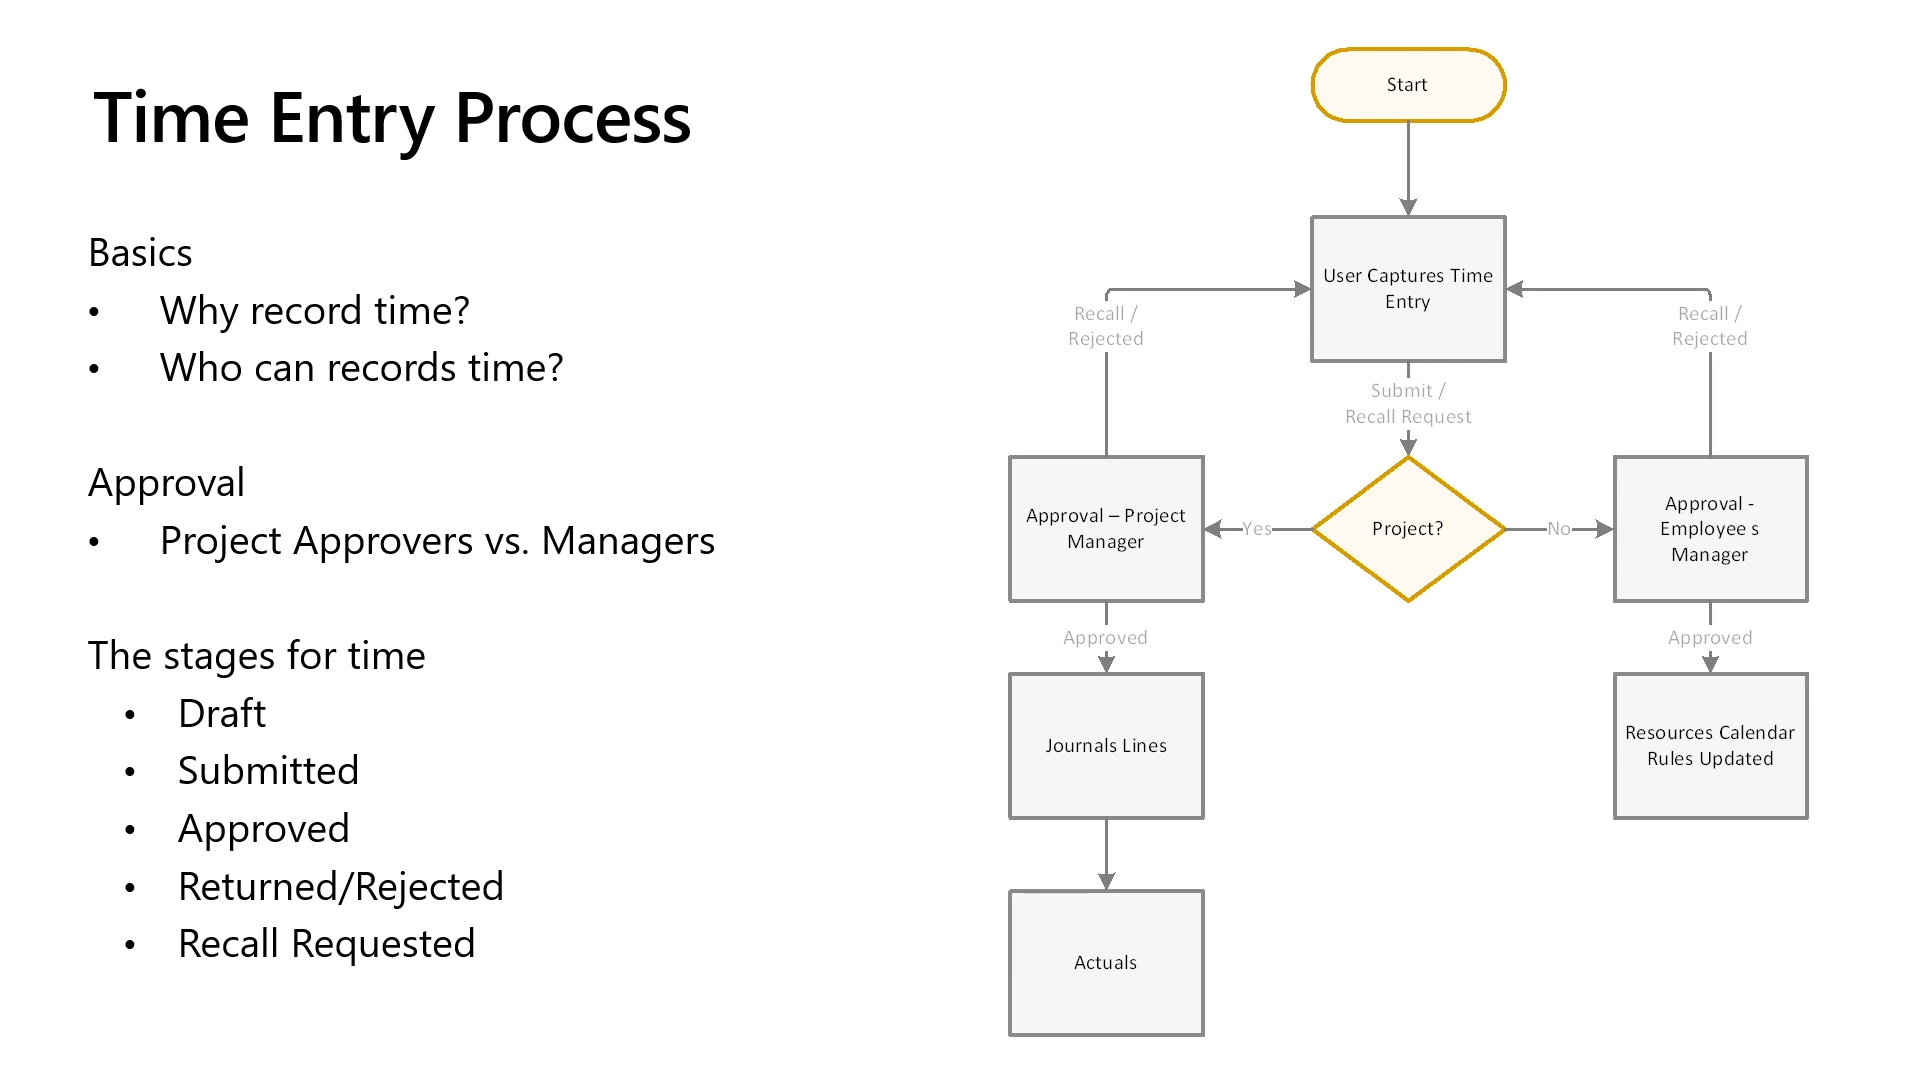 Time Entry Process
Basics
• Why record time?
• Who can records time?
Approval
• Project Approvers vs. Managers
The stages for time
• Draft
• Submitted
• Approved
• Returned/Rejected
• Recall Requested
Start
User Captures Time
Entry
Recall /
Rejected
Recall /
Rejected
Submit /
Recall Request
Approval – Project
Manager
Yes
Project?
No
Approval -
Employee s
Manager
Approved
Approved
Journals Lines
Resources Calendar
Rules Updated
Actuals